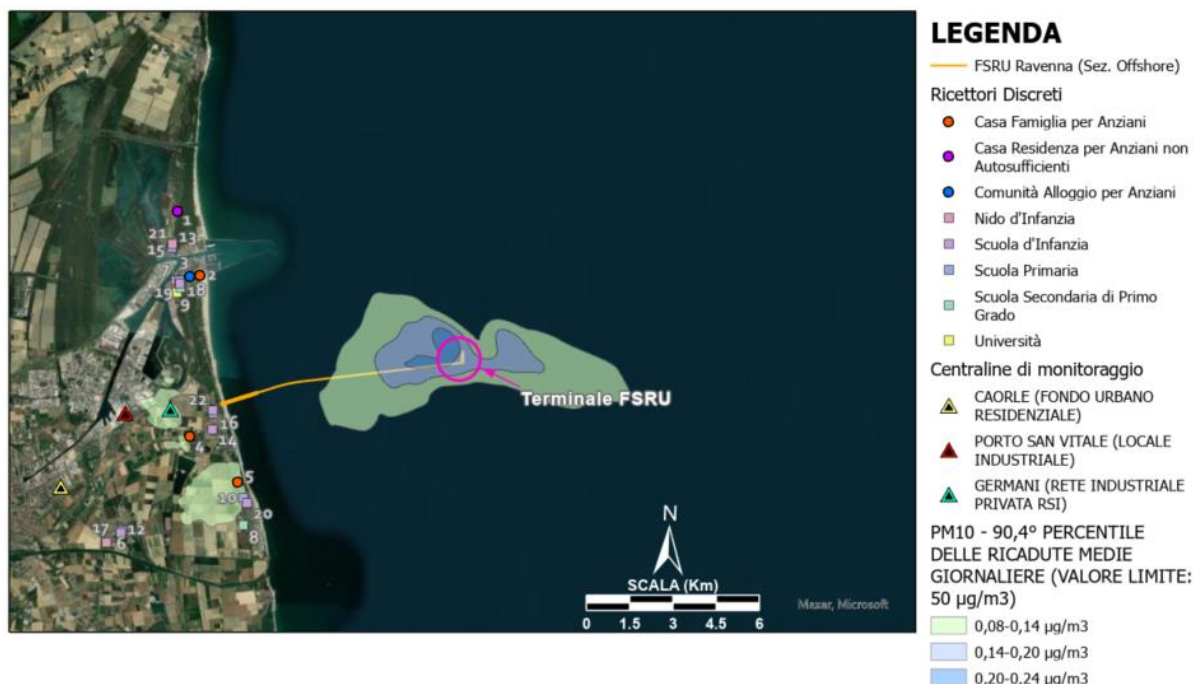 LEGENDA
FSRU Ravenna (Sez. Offshore)
Ricettori Discreti
Casa Famiglia per Anziani
Casa Residenza per Anziani non
Autosufficienti
Comunità Alloggio per Anziani
Nido d'Infanzia
Scuola d'Infanzia
Scuola Primaria
Scuola Secondaria di Primo
Grado
Università
Centraline di monitoraggio
CAORLE (FONDO URBANO
RESIDENZIALE)
PORTO SAN VITALE (LOCALE
INDUSTRIALE)
GERMANI (RETE INDUSTRIALE
PRIVATA RSI)
PM10 - 90,4° PERCENTILE
DELLE RICADUTE MEDIE
GIORNALIERE (VALORE LIMITE:
50 µg/m3)
0,08-0,14 µg/m3
0,14-0,20 µg/m3
0,20-0,24 µg/m3
1
21 13
15
3
7 2
19 18
9
Terminale FSRU
22
16
14
4
5
10
20
8
17 12
6
N
SCALA (Km)
0 1.5 3 4.5 6
Maxar, Microsoft